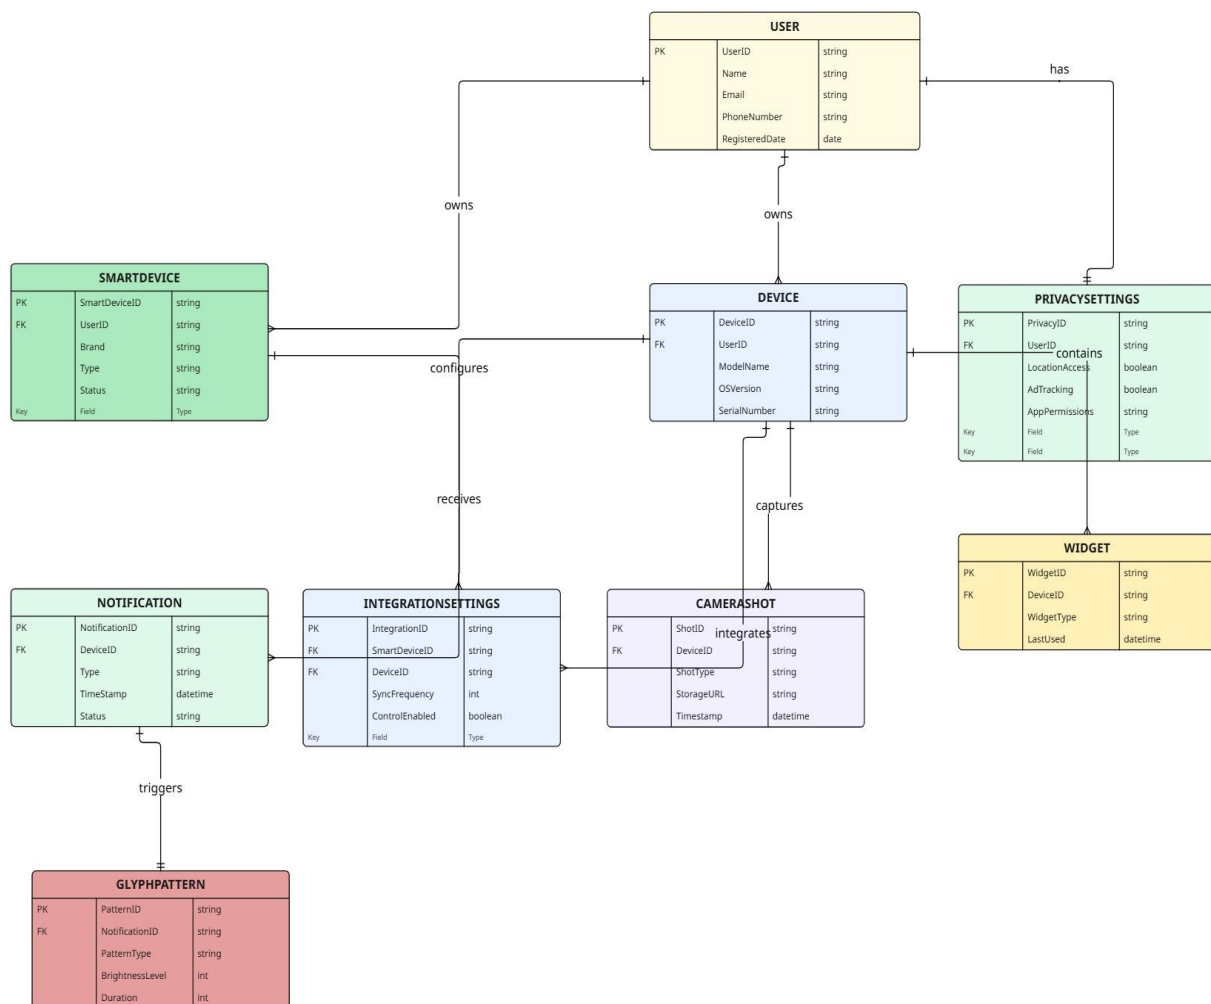 USER
PK UserID string
Name string
Email string
PhoneNumber string
RegisteredDate date
has
owns
owns
SMARTDEVICE
PK SmartDeviceID string
FK UserID string
Brand string
Type string
Status string
Key Field Type
DEVICE
PK DeviceID string
FK UserID string
ModelName string
OSVersion string
SerialNumber string
PRIVACYSETTINGS
PK PrivacyID string
FK UserID string
LocationAccess boolean
AdTracking boolean
AppPermissions string
Key Field Type
Key Field Type
contains
configures
receives
captures
integrates
NOTIFICATION
PK NotificationID string
FK DeviceID string
Type string
TimeStamp datetime
Status string
INTEGRATIONSETTINGS
PK IntegrationID string
FK SmartDeviceID string
FK DeviceID string
SyncFrequency int
ControlEnabled boolean
Key Field Type
CAMERASHOT
PK ShotID string
FK DeviceID string
ShotType string
StorageURL string
Timestamp datetime
WIDGET
PK WidgetID string
FK DeviceID string
WidgetType string
LastUsed datetime
triggers
GLYPHPATTERN
PK PatternID string
FK NotificationID string
PatternType string
BrightnessLevel int
Duration int